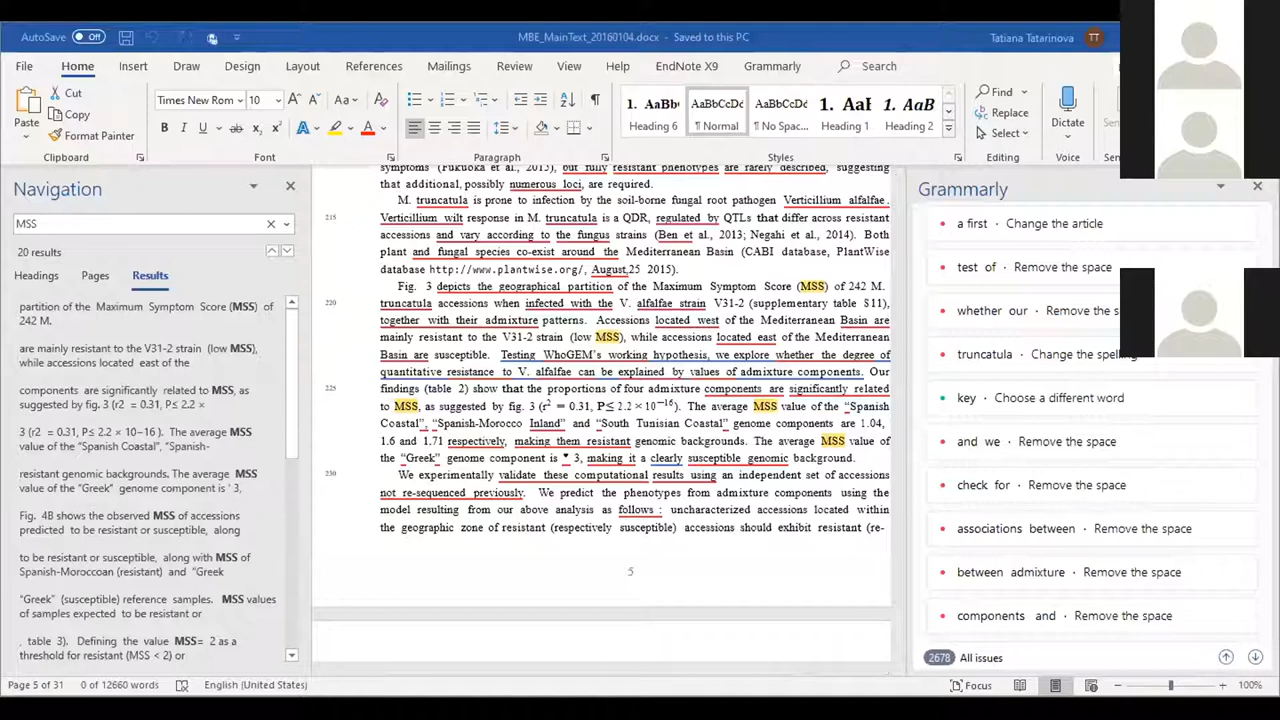 AutoSave Off MBE_MainText_20160104.docx - Saved to this PC Tatiana Tatarinova TT
File Home Insert Draw Design Layout References Mailings Review View Help EndNote X9 Grammarly Search
Paste Cut Copy Format Painter
Times New Rom 10 Aa
B I U ab x₂ x² A A
1. AaBb( Heading 6
AaBbCcDc ¶ Normal
AaBbCcDc ¶ No Spac...
1. AaI Heading 1
1. AaB Heading 2
Find Replace Select
Dictate
Clipboard Font Paragraph Styles Editing Voice
Navigation
MSS
20 results
Headings Pages Results
partition of the Maximum Symptom Score (MSS) of
242 M.
are mainly resistant to the V31-2 strain (low MSS),
while accessions located east of the
components are significantly related to MSS, as
suggested by fig. 3 (r2 = 0.31, P≤ 2.2 ×
3 (r2 = 0.31, P≤ 2.2 × 10−16). The average MSS
value of the “Spanish Coastal”, “Spanish-
resistant genomic backgrounds. The average MSS
value of the “Greek” genome component is ' 3,
Fig. 4B shows the observed MSS of accessions
predicted to be resistant or susceptible, along
to be resistant or susceptible, along with MSS of
Spanish-Moroccoan (resistant) and “Greek
"Greek” (susceptible) reference samples. MSS values
of samples expected to be resistant or
, table 3). Defining the value MSS= 2 as a
threshold for resistant (MSS < 2) or
symptoms (Fukuoka et al., 2015), but fully resistant phenotypes are rarely described, suggesting
that additional, possibly numerous loci, are required.
M. truncatula is prone to infection by the soil-borne fungal root pathogen Verticillium alfalfae.
215 Verticillium wilt response in M. truncatula is a QDR, regulated by QTLs that differ across resistant
accessions and vary according to the fungus strains (Ben et al., 2013; Negahi et al., 2014). Both
plant and fungal species co-exist around the Mediterranean Basin (CABI database, PlantWise
database http://www.plantwise.org/, August,25 2015).
Fig. 3 depicts the geographical partition of the Maximum Symptom Score (MSS) of 242 M.
220 truncatula accessions when infected with the V. alfalfae strain V31-2 (supplementary table S11),
together with their admixture patterns. Accessions located west of the Mediterranean Basin are
mainly resistant to the V31-2 strain (low MSS), while accessions located east of the Mediterranean
Basin are susceptible. Testing WhoGEM’s working hypothesis, we explore whether the degree of
quantitative resistance to V. alfalfae can be explained by values of admixture components. Our
225 findings (table 2) show that the proportions of four admixture components are significantly related
to MSS, as suggested by fig. 3 (r² = 0.31, P≤ 2.2 × 10⁻¹⁶). The average MSS value of the “Spanish
Coastal”, “Spanish-Morocco Inland” and “South Tunisian Coastal” genome components are 1.04,
1.6 and 1.71 respectively, making them resistant genomic backgrounds. The average MSS value of
the “Greek” genome component is ' 3, making it a clearly susceptible genomic background.
230 We experimentally validate these computational results using an independent set of accessions
not re-sequenced previously. We predict the phenotypes from admixture components using the
model resulting from our above analysis as follows : uncharacterized accessions located within
the geographic zone of resistant (respectively susceptible) accessions should exhibit resistant (re-
5
Grammarly
a first · Change the article
test of · Remove the space
whether our · Remove the s
truncatula · Change the spelling
key · Choose a different word
and we · Remove the space
check for · Remove the space
associations between · Remove the space
between admixture · Remove the space
components and · Remove the space
2678 All issues
Page 5 of 31 0 of 12660 words English (United States) Focus 100%